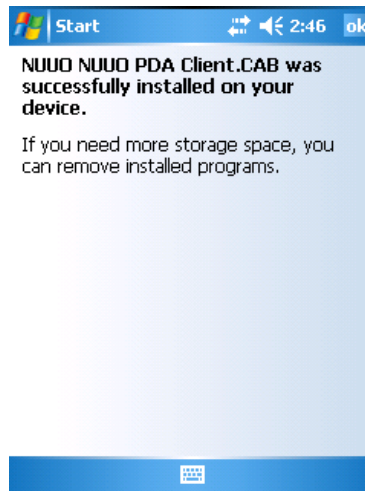 Start 2:46 ok
NUUO NUUO PDA Client.CAB was
successfully installed on your
device.
If you need more storage space, you
can remove installed programs.